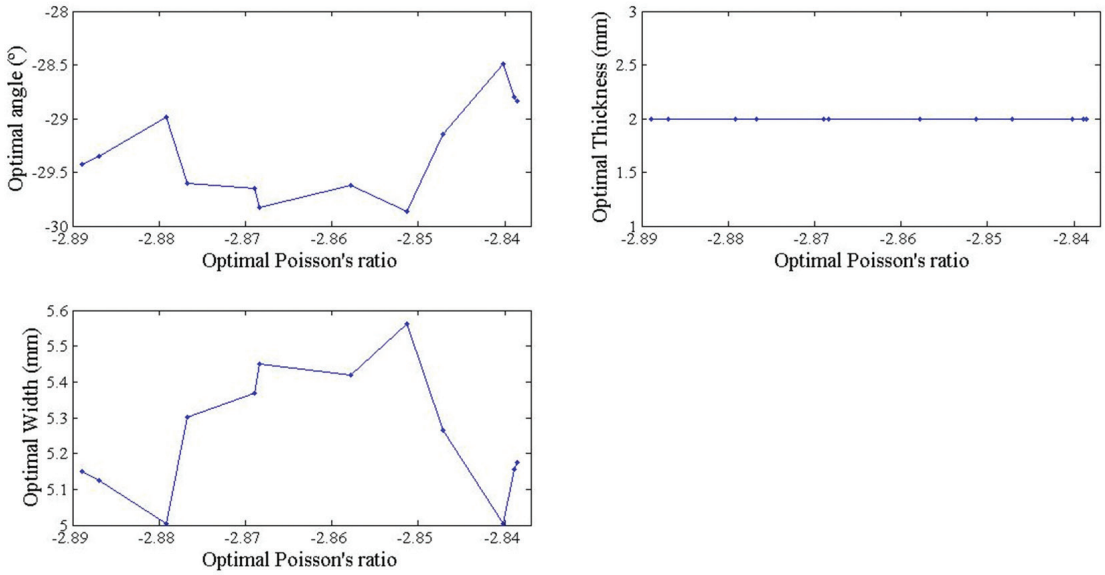 -28
-28.5
-29
-29.5
-30
Optimal angle (°)
-2.89 -2.88 -2.87 -2.86 -2.85 -2.84
Optimal Poisson's ratio
3
2.5
2
1.5
1
Optimal Thickness (mm)
-2.89 -2.88 -2.87 -2.86 -2.85 -2.84
Optimal Poisson's ratio
5.6
5.5
5.4
5.3
5.2
5.1
5
Optimal Width (mm)
-2.89 -2.88 -2.87 -2.86 -2.85 -2.84
Optimal Poisson's ratio